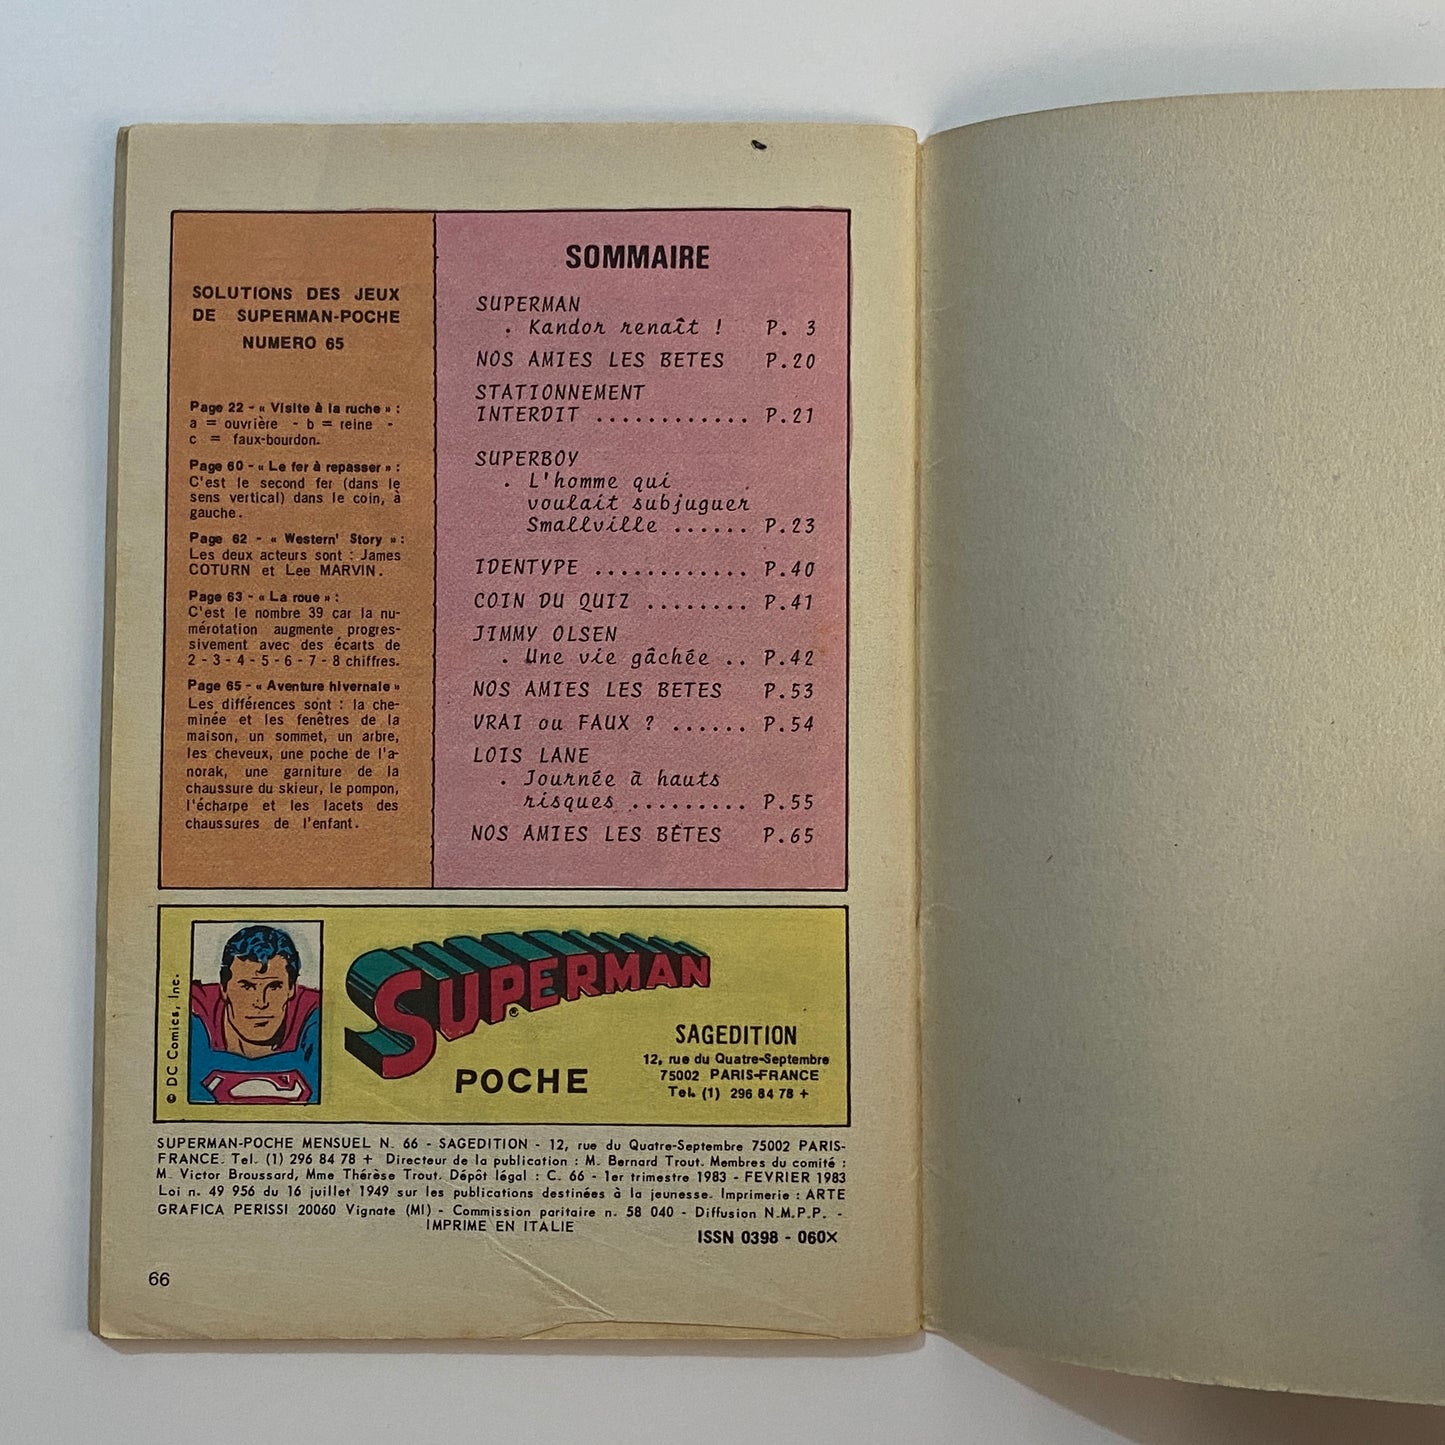 SOLUTIONS DES JEUX
DE SUPERMAN-POCHE
NUMERO 65
Page 22 - « Visite à la ruche » :
a = ouvrière - b = reine -
c = faux-bourdon.
Page 60 - « Le fer à repasser » :
C'est le second fer (dans le
sens vertical) dans le coin, à
gauche.
Page 62 - « Western' Story » :
Les deux acteurs sont : James
COTURN et Lee MARVIN.
Page 63 - « La roue » :
C'est le nombre 39 car la nu-
mérotation augmente progres-
sivement avec des écarts de
2 - 3 - 4 - 5 - 6 - 7 - 8 chiffres.
Page 65 - « Aventure hivernale »
Les différences sont : la che-
minée et les fenêtres de la
maison, un sommet, un arbre,
les cheveux, une poche de l'a-
norak, une garniture de la
chaussure du skieur, le pompon,
l'écharpe et les lacets des
chaussures de l'enfant.
SOMMAIRE
SUPERMAN
. Kandor renaît ! P. 3
NOS AMIES LES BETES P.20
STATIONNEMENT
INTERDIT ............ P.21
SUPERBOY
. L'homme qui
voulait subjuguer
Smallville ...... P.23
IDENTYPE ............ P.40
COIN DU QUIZ ........ P.41
JIMMY OLSEN
. Une vie gâchée .. P.42
NOS AMIES LES BETES P.53
VRAI ou FAUX ? ...... P.54
LOIS LANE
. Journée à hauts
risques ......... P.55
NOS AMIES LES BÊTES P.65
© DC Comics, Inc.
SUPERMAN®
POCHE
SAGEDITION
12, rue du Quatre-Septembre
75002 PARIS-FRANCE
Tel. (1) 296 84 78 +
SUPERMAN-POCHE MENSUEL N. 66 - SAGEDITION - 12, rue du Quatre-Septembre 75002 PARIS-
FRANCE. Tel. (1) 296 84 78 + Directeur de la publication : M. Bernard Trout. Membres du comité :
M. Victor Broussard, Mme Thérèse Trout. Dépôt légal : C. 66 - 1er trimestre 1983 - FEVRIER 1983
Loi n. 49 956 du 16 juillet 1949 sur les publications destinées à la jeunesse. Imprimerie : ARTE
GRAFICA PERISSI 20060 Vignate (MI) - Commission paritaire n. 58 040 - Diffusion N.M.P.P. -
IMPRIME EN ITALIE
ISSN 0398 - 060X
66